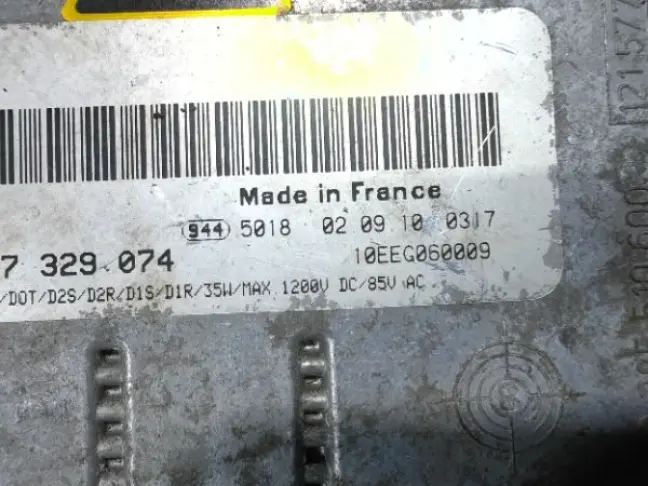 Made in France
944 5018 02 09 10 0317
7 329.074
10EEG060009
/DOT/D2S/D2R/D1S/D1R/35W/MAX.1200V DC/85V AC